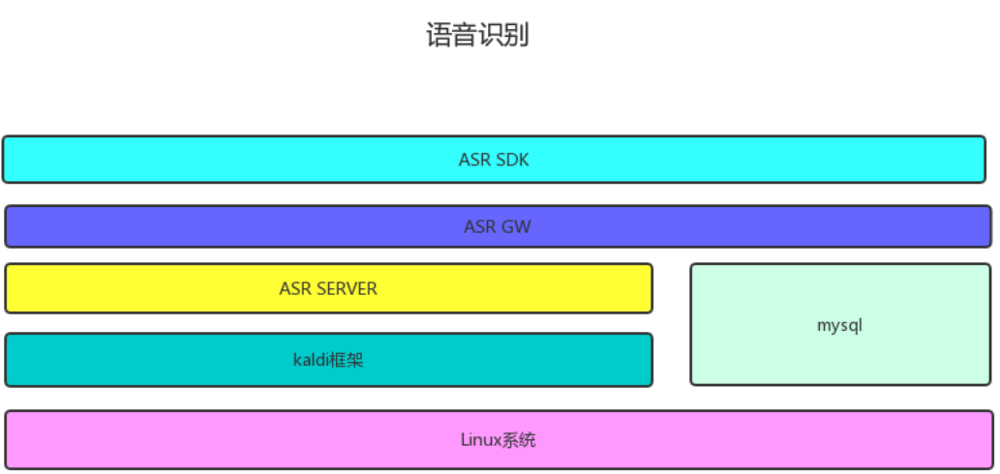 语音识别
ASR SDK
ASR GW
ASR SERVER
mysql
kaldi框架
Linux系统